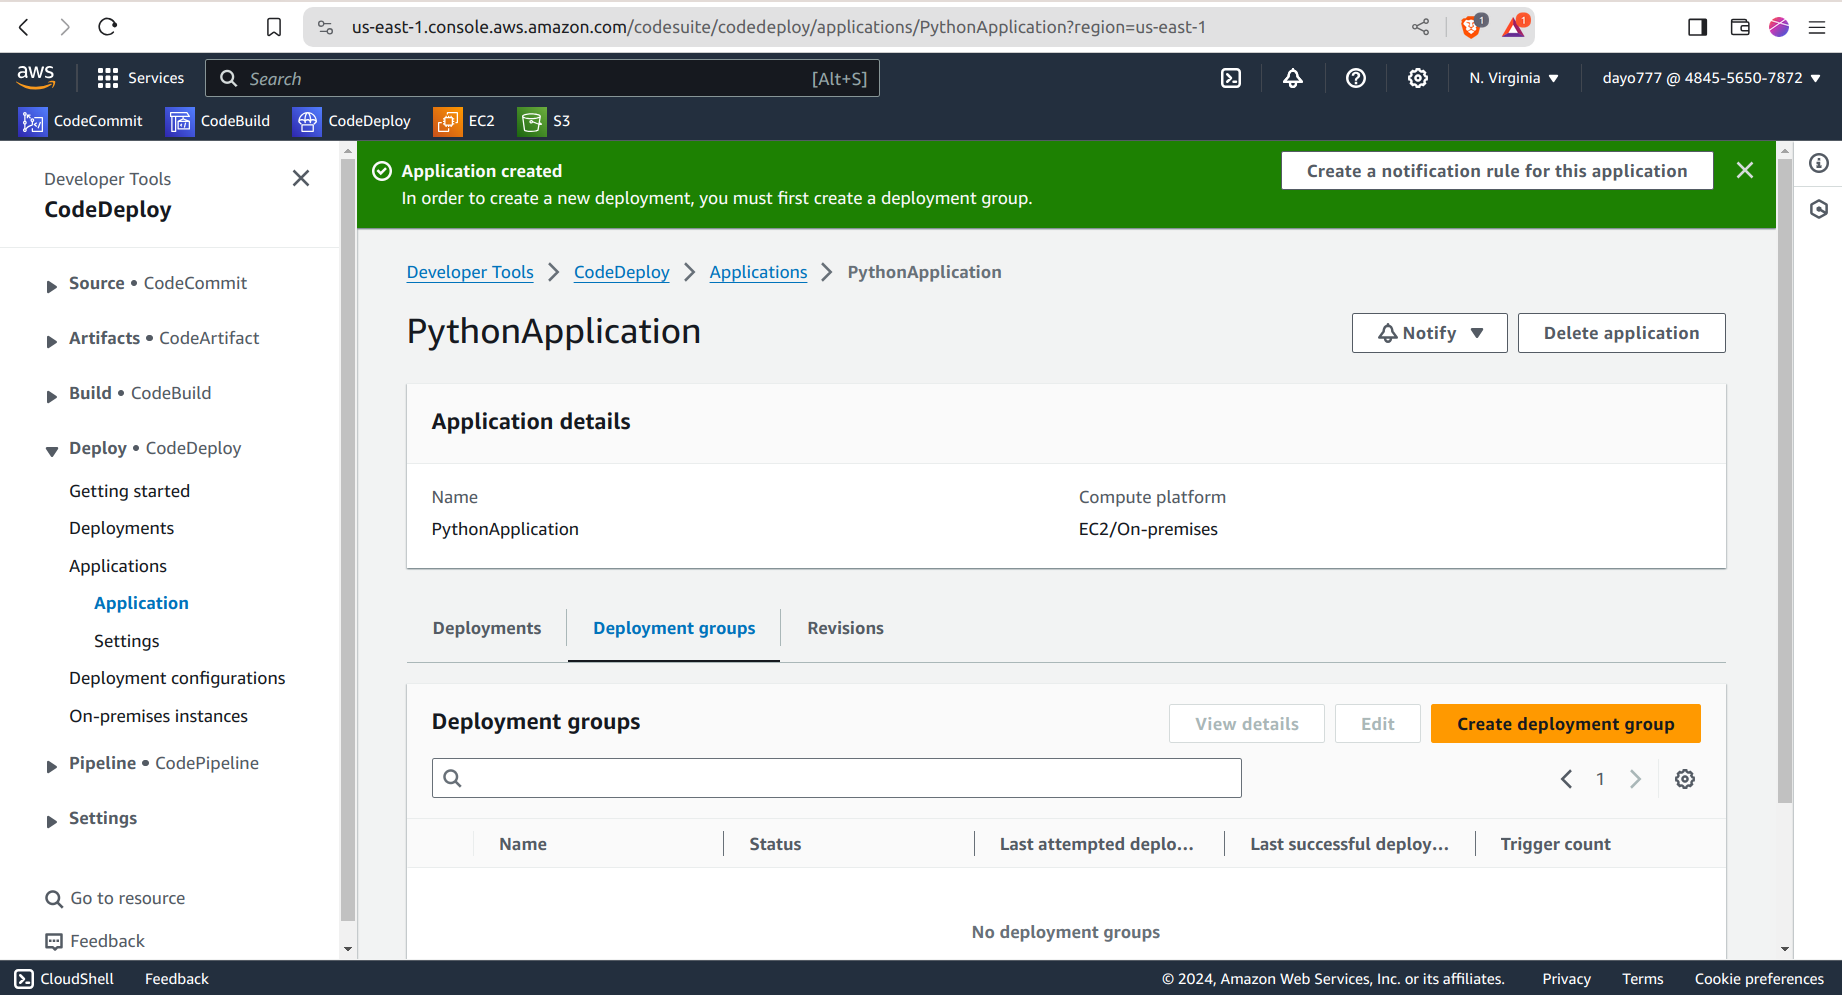 us-east-1.console.aws.amazon.com/codesuite/codedeploy/applications/PythonApplication?region=us-east-1
1
1
aws
Services
Search
[Alt+S]
N. Virginia
dayo777 @ 4845-5650-7872
CodeCommit
CodeBuild
CodeDeploy
EC2
S3
Developer Tools
CodeDeploy
Source • CodeCommit
Artifacts • CodeArtifact
Build • CodeBuild
Deploy • CodeDeploy
Getting started
Deployments
Applications
Application
Settings
Deployment configurations
On-premises instances
Pipeline • CodePipeline
Settings
Go to resource
Feedback
Application created
In order to create a new deployment, you must first create a deployment group.
Create a notification rule for this application
Developer Tools
CodeDeploy
Applications
PythonApplication
PythonApplication
Notify
Delete application
Application details
Name
PythonApplication
Compute platform
EC2/On-premises
Deployments
Deployment groups
Revisions
Deployment groups
View details
Edit
Create deployment group
1
Name
Status
Last attempted deplo...
Last successful deploy...
Trigger count
No deployment groups
CloudShell
Feedback
© 2024, Amazon Web Services, Inc. or its affiliates.
Privacy
Terms
Cookie preferences